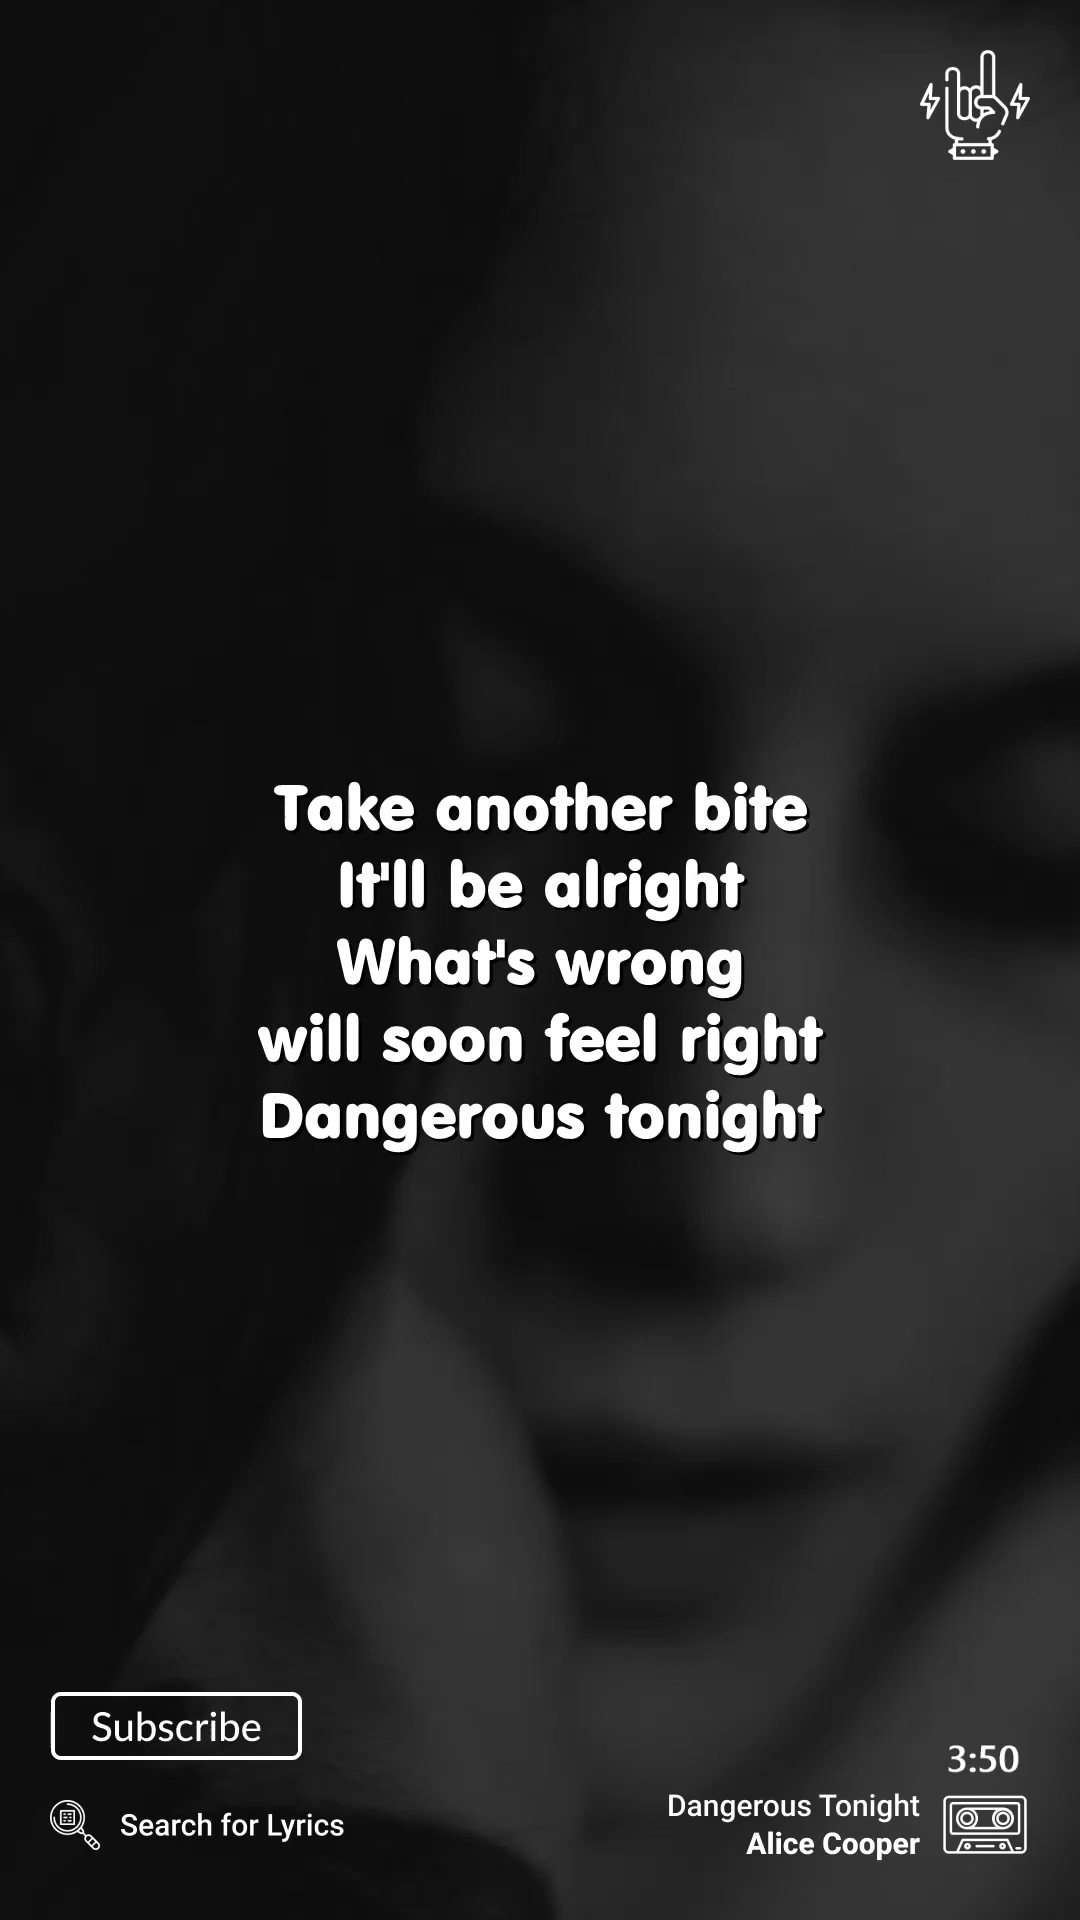 Take another bite
It'll be alright
What's wrong
will soon feel right
Dangerous tonight
Subscribe
Search for Lyrics
3:50
Dangerous Tonight
Alice Cooper